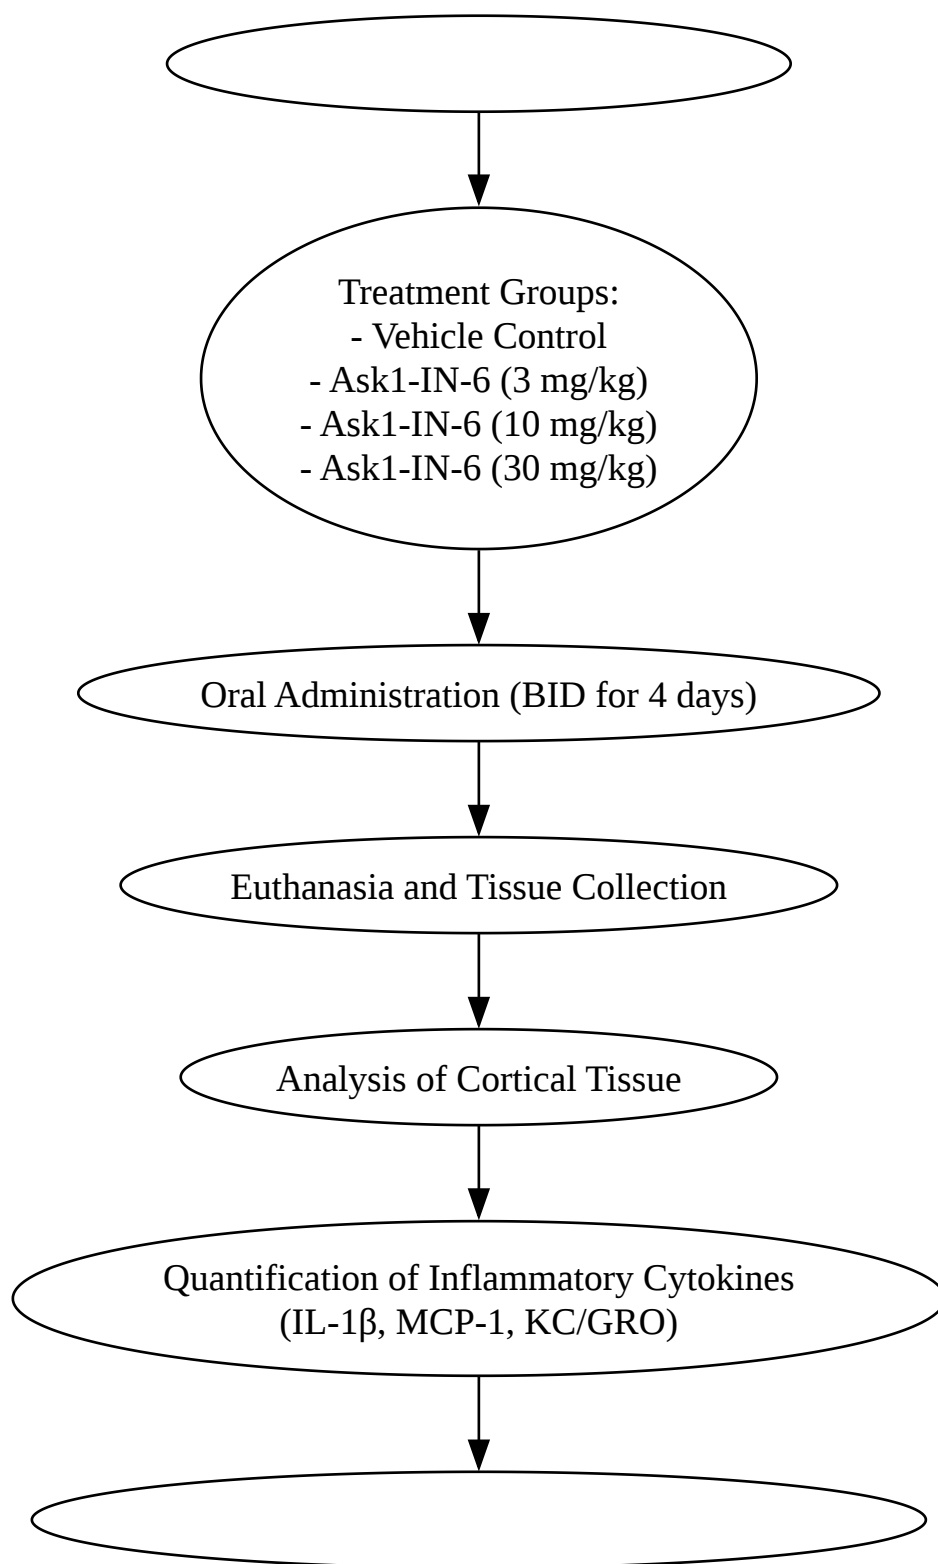 Treatment Groups:
- Vehicle Control
- Ask1-IN-6 (3 mg/kg)
- Ask1-IN-6 (10 mg/kg)
- Ask1-IN-6 (30 mg/kg)
Oral Administration (BID for 4 days)
Euthanasia and Tissue Collection
Analysis of Cortical Tissue
Quantification of Inflammatory Cytokines
(IL-1β, MCP-1, KC/GRO)